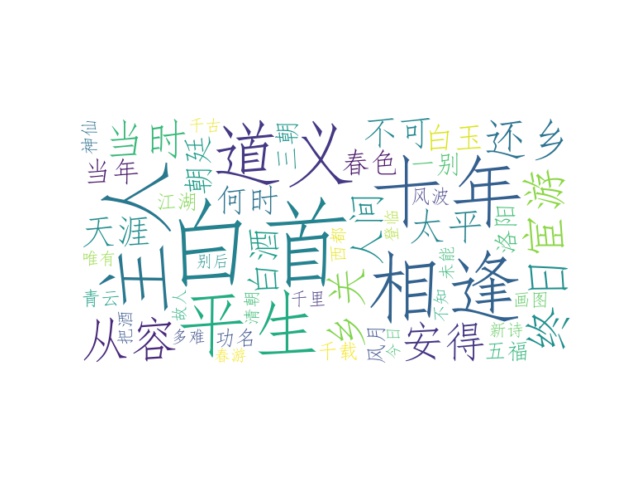 神仙
当时
千古
道义
三朝
不可
白玉
还乡
当年
朝廷
春色
一别
十年
主人
江湖
何时
人间
风波
宦游
天涯
白首
白酒
西都
登临
太平
洛阳
唯有
别后
乡关
相逢
未能
终日
青云
把酒
故人
平生
清朝
千里
不知
画图
从容
多难
功名
春游
千载
风月
今日
安得
新诗
五福